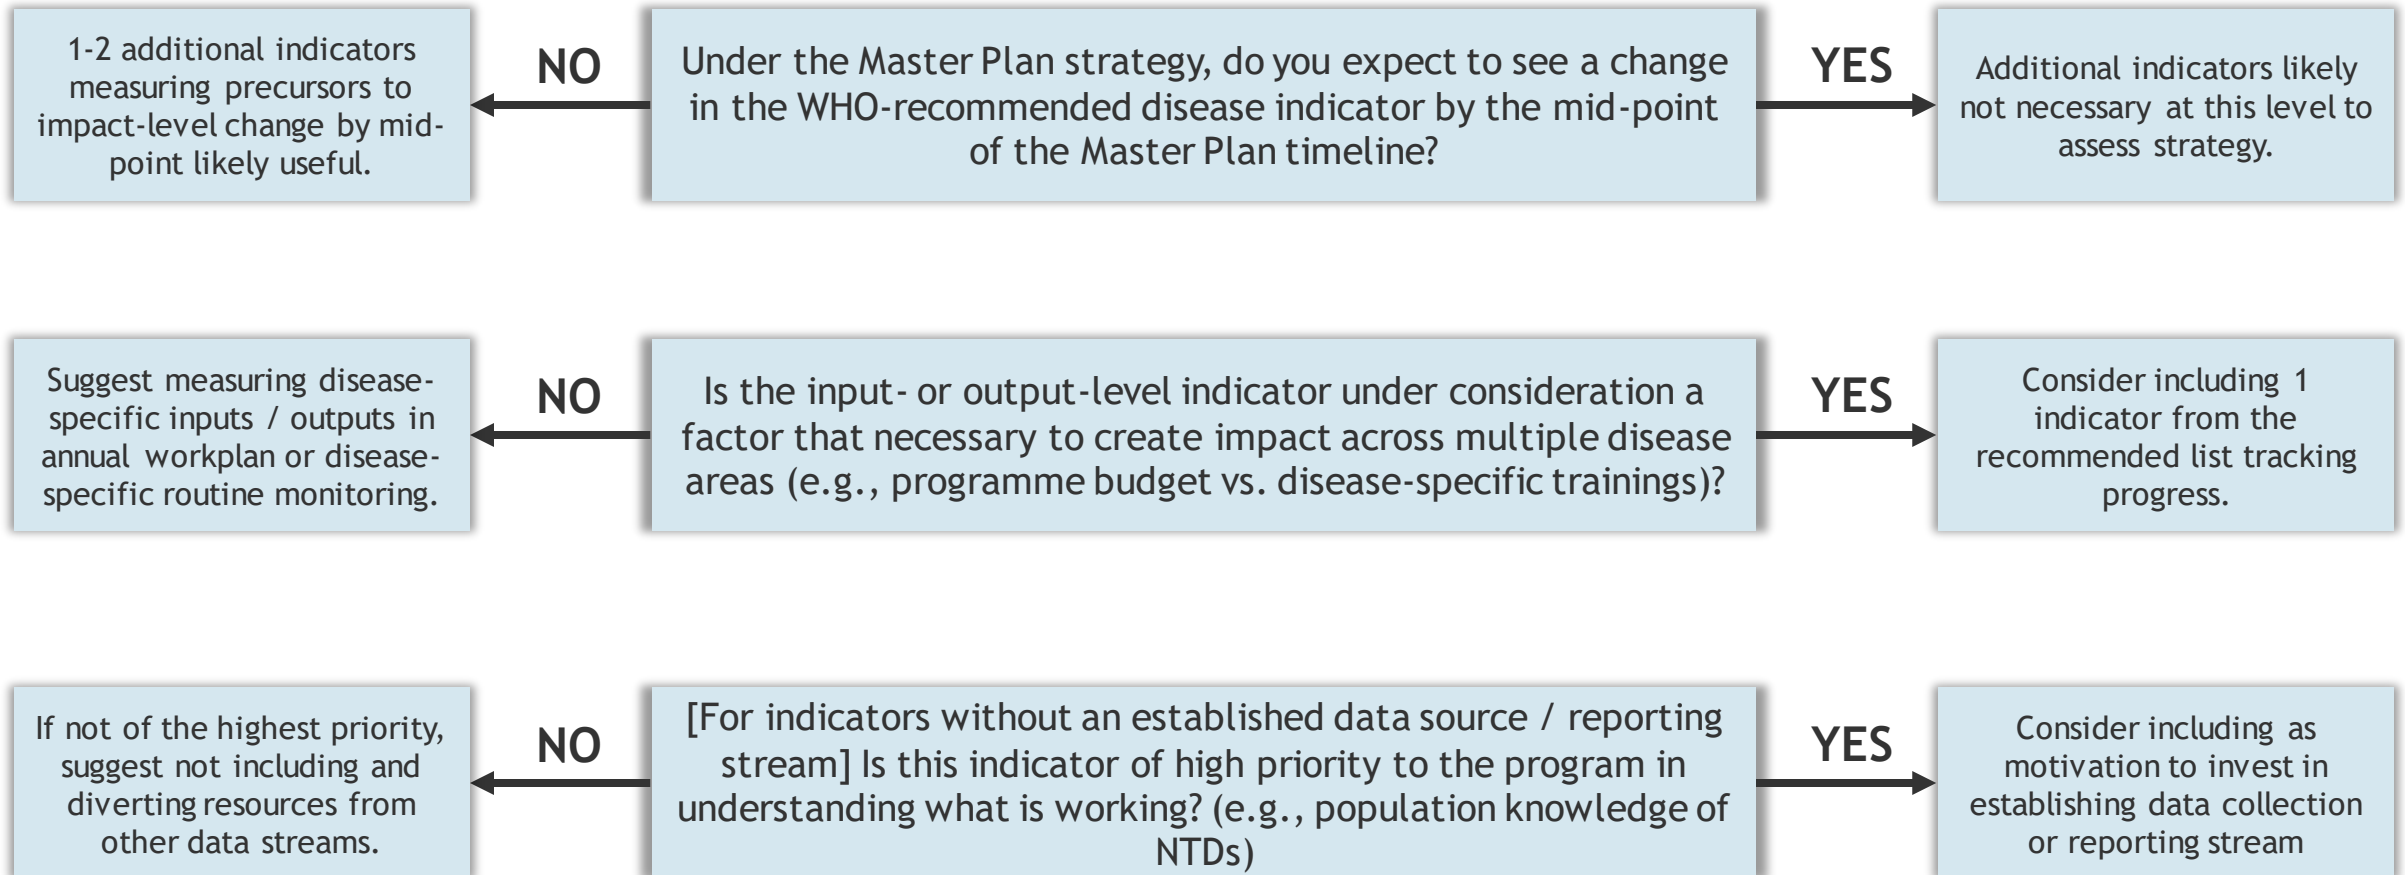 1-2 additional indicators
measuring precursors to
impact-level change by mid-
point likely useful.
NO
Under the Master Plan strategy, do you expect to see a change
in the WHO-recommended disease indicator by the mid-point
of the Master Plan timeline?
YES
Additional indicators likely
not necessary at this level to
assess strategy.
Suggest measuring disease-
specific inputs / outputs in
annual workplan or disease-
specific routine monitoring.
NO
Is the input- or output-level indicator under consideration a
factor that necessary to create impact across multiple disease
areas (e.g., programme budget vs. disease-specific trainings)?
YES
Consider including 1
indicator from the
recommended list tracking
progress.
If not of the highest priority,
suggest not including and
diverting resources from
other data streams.
NO
[For indicators without an established data source / reporting
stream] Is this indicator of high priority to the program in
understanding what is working? (e.g., population knowledge of
NTDs)
YES
Consider including as
motivation to invest in
establishing data collection
or reporting stream